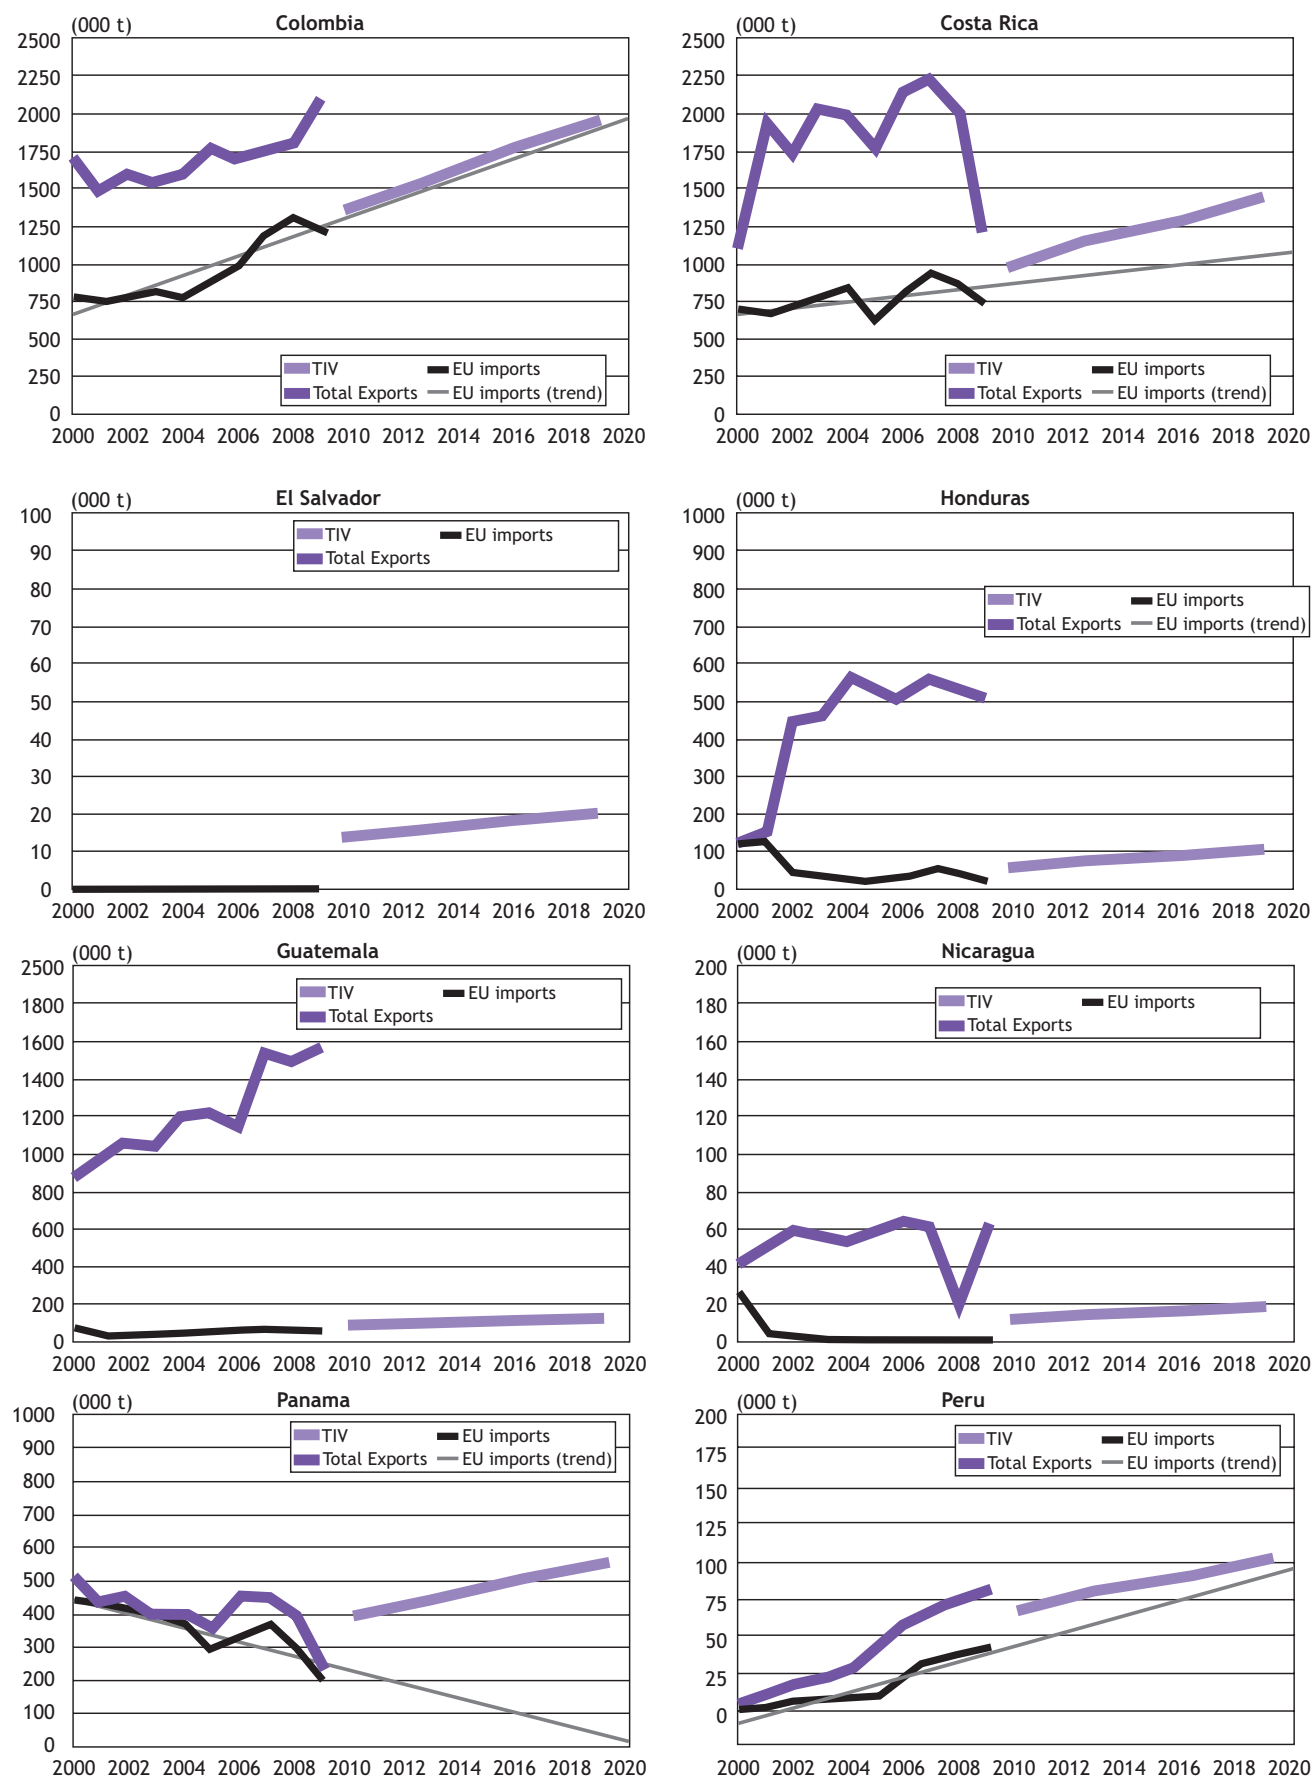 (000 t) Colombia
2500
2250
2000
1750
1500
1250
1000
750
500
250
0
TIV EU imports
Total Exports EU imports (trend)
2000 2002 2004 2006 2008 2010 2012 2014 2016 2018 2020
(000 t) Costa Rica
2500
2250
2000
1750
1500
1250
1000
750
500
250
0
TIV EU imports
Total Exports EU imports (trend)
2000 2002 2004 2006 2008 2010 2012 2014 2016 2018 2020
(000 t) El Salvador
100
90
80
70
60
50
40
30
20
10
0
TIV EU imports
Total Exports
2000 2002 2004 2006 2008 2010 2012 2014 2016 2018 2020
(000 t) Honduras
1000
900
800
700
600
500
400
300
200
100
0
TIV EU imports
Total Exports EU imports (trend)
2000 2002 2004 2006 2008 2010 2012 2014 2016 2018 2020
(000 t) Guatemala
2500
1800
1600
1400
1200
1000
800
600
400
200
0
TIV EU imports
Total Exports
2000 2002 2004 2006 2008 2010 2012 2014 2016 2018 2020
(000 t) Nicaragua
200
180
160
140
120
100
80
60
40
20
0
TIV EU imports
Total Exports
2000 2002 2004 2006 2008 2010 2012 2014 2016 2018 2020
(000 t) Panama
1000
900
800
700
600
500
400
300
200
100
0
TIV EU imports
Total Exports EU imports (trend)
2000 2002 2004 2006 2008 2010 2012 2014 2016 2018 2020
(000 t) Peru
200
175
150
125
100
75
50
25
0
TIV EU imports
Total Exports EU imports (trend)
2000 2002 2004 2006 2008 2010 2012 2014 2016 2018 2020